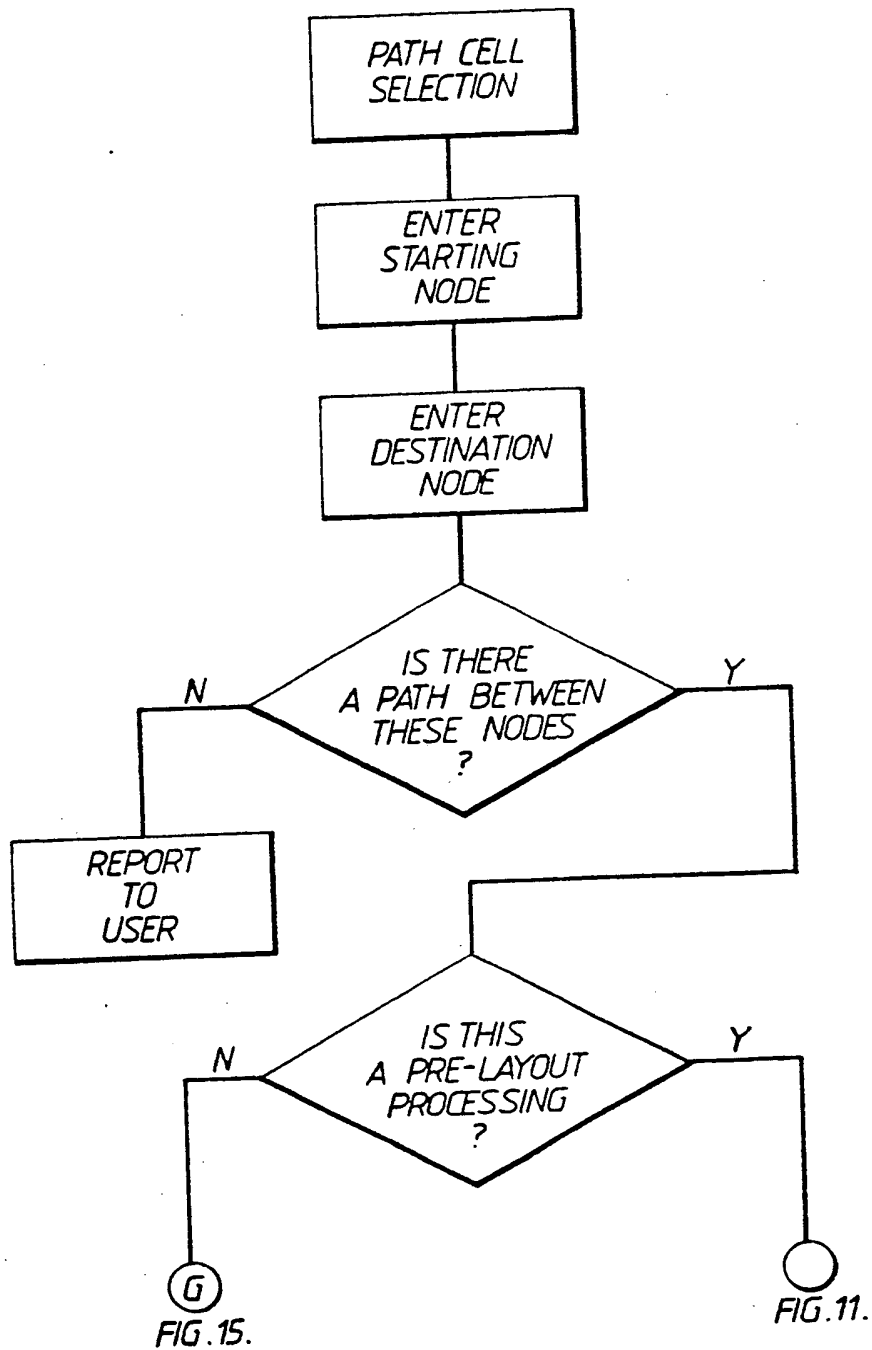 PATH CELL
SELECTION
ENTER
STARTING
NODE
ENTER
DESTINATION
NODE
IS THERE
A PATH BETWEEN
THESE NODES
?
N
Y
REPORT
TO
USER
IS THIS
A PRE-LAYOUT
PROCESSING
?
N
Y
G
FIG.15.
FIG.11.